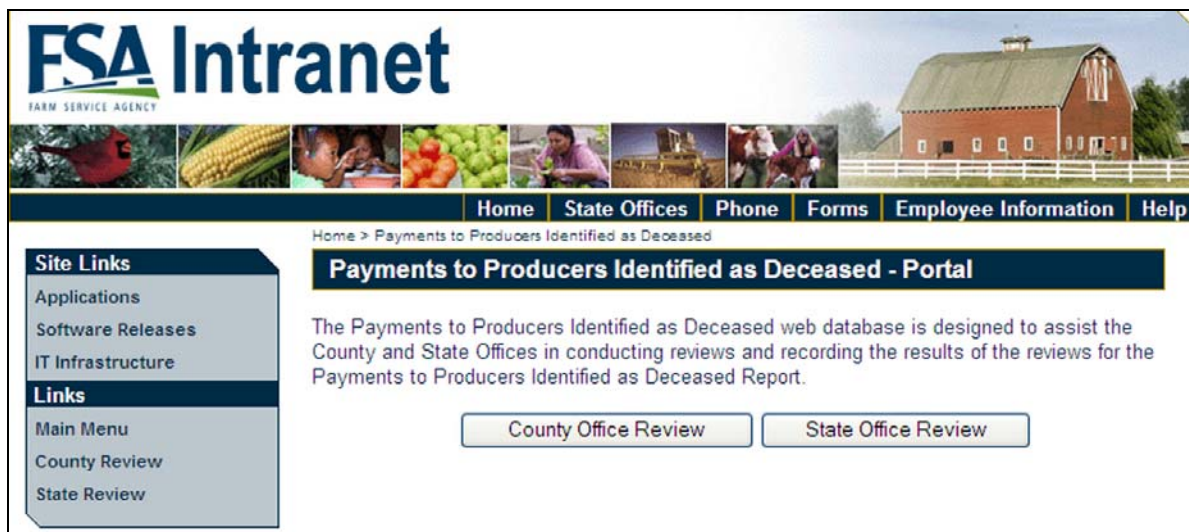 FSA Intranet
FARM SERVICE AGENCY
Home State Offices Phone Forms Employee Information Help
Home > Payments to Producers Identified as Deceased
Site Links
Applications
Software Releases
IT Infrastructure
Links
Main Menu
County Review
State Review
Payments to Producers Identified as Deceased - Portal
The Payments to Producers Identified as Deceased web database is designed to assist the
County and State Offices in conducting reviews and recording the results of the reviews for the
Payments to Producers Identified as Deceased Report.
County Office Review State Office Review